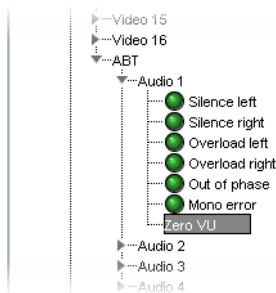 Video 15
Video 16
ABT
Audio 1
Silence left
Silence right
Overload left
Overload right
Out of phase
Mono error
Zero VU
Audio 2
Audio 3
Audio 4